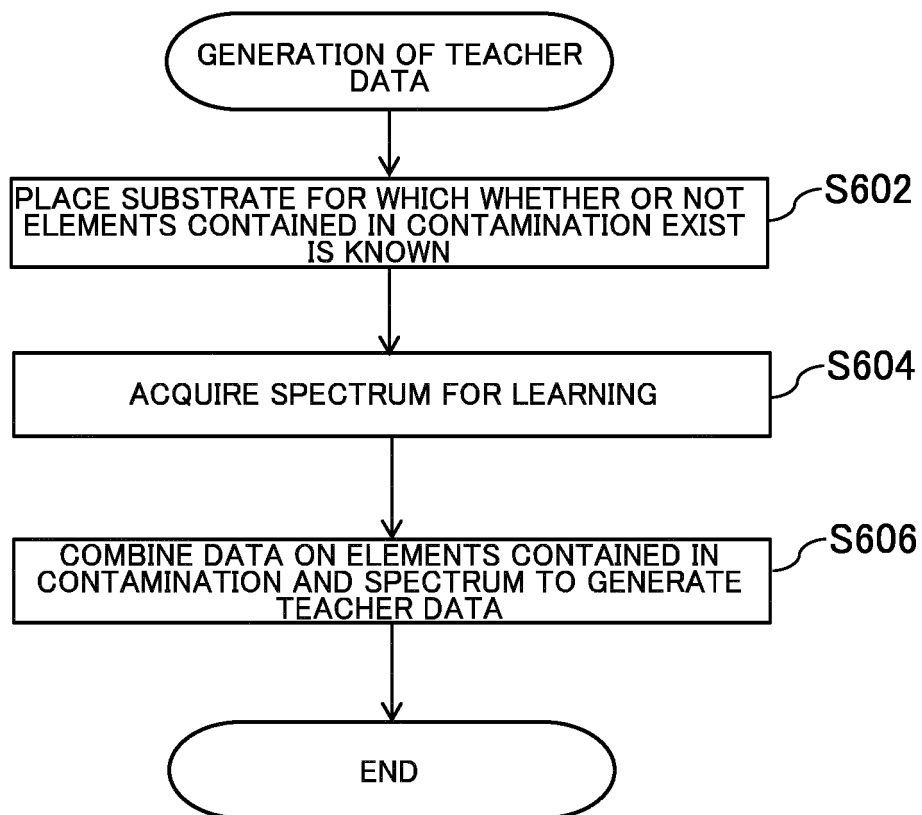 GENERATION OF TEACHER
DATA
PLACE SUBSTRATE FOR WHICH WHETHER OR NOT
ELEMENTS CONTAINED IN CONTAMINATION EXIST
IS KNOWN
S602
ACQUIRE SPECTRUM FOR LEARNING
S604
COMBINE DATA ON ELEMENTS CONTAINED IN
CONTAMINATION AND SPECTRUM TO GENERATE
TEACHER DATA
S606
END